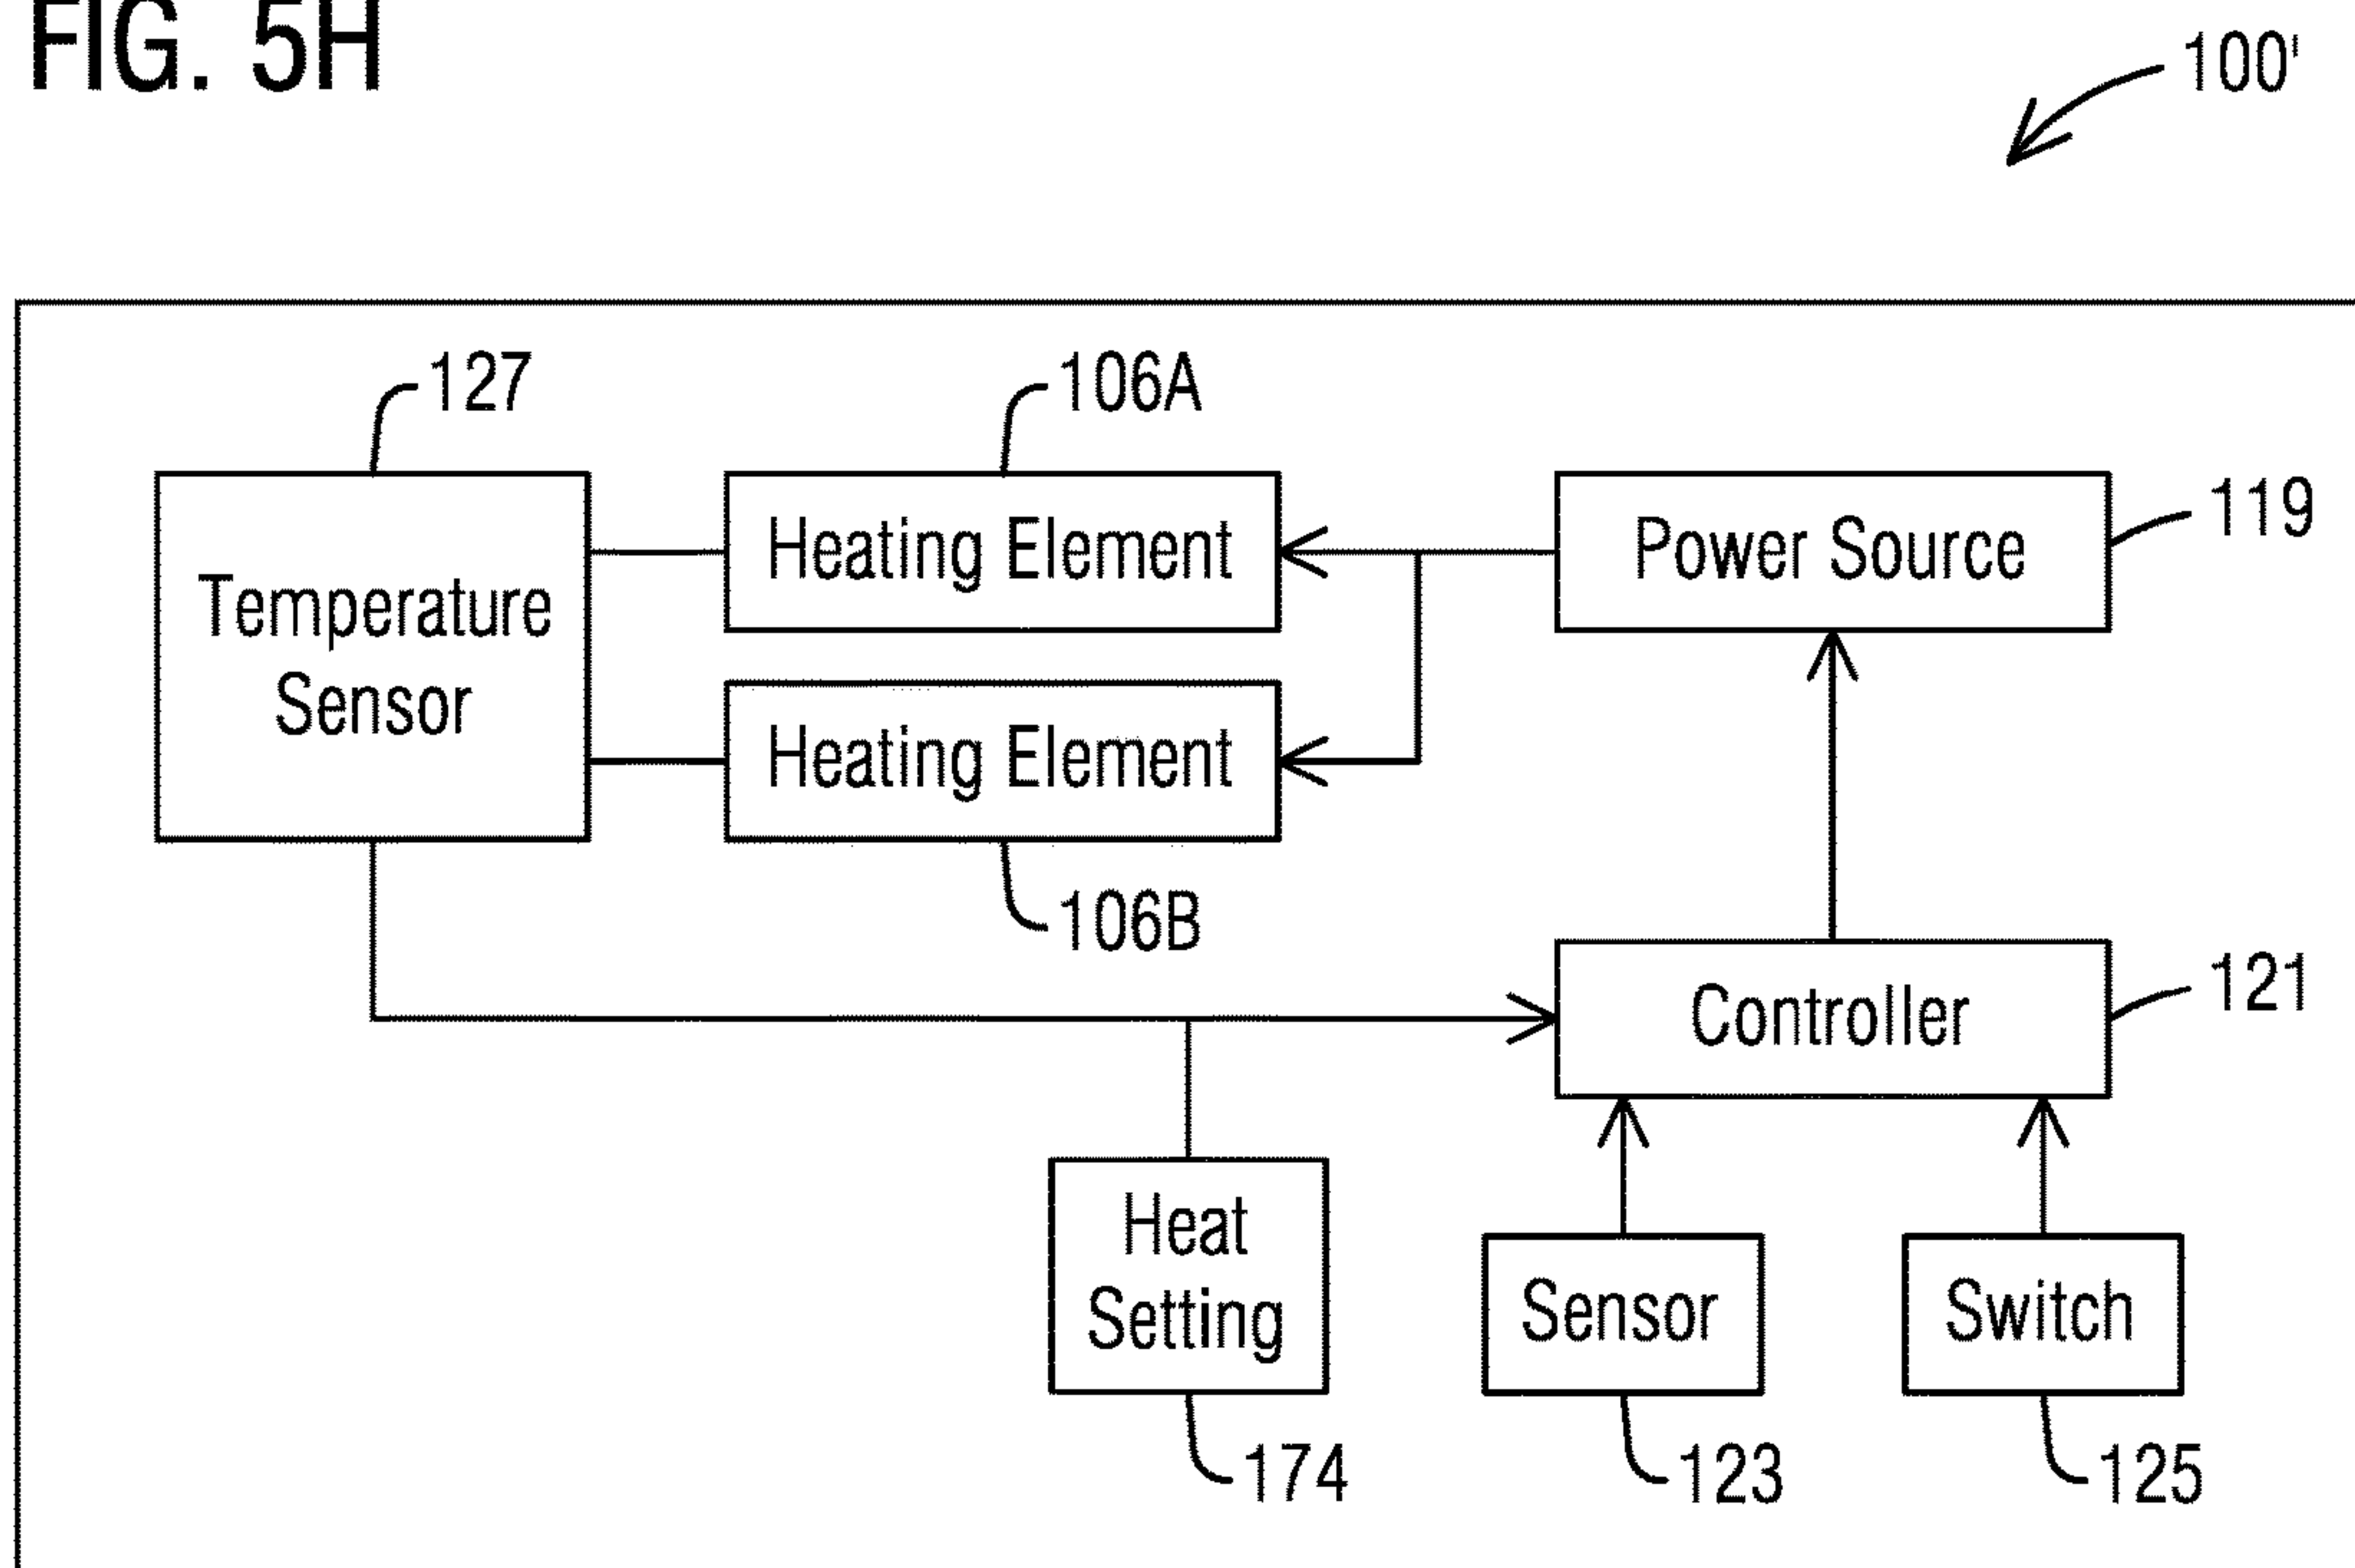 FIG. 5H
100'
127
106A
Heating Element
Power Source
119
Temperature
Sensor
Heating Element
106B
Controller
121
Heat
Setting
Sensor
Switch
174
123
125